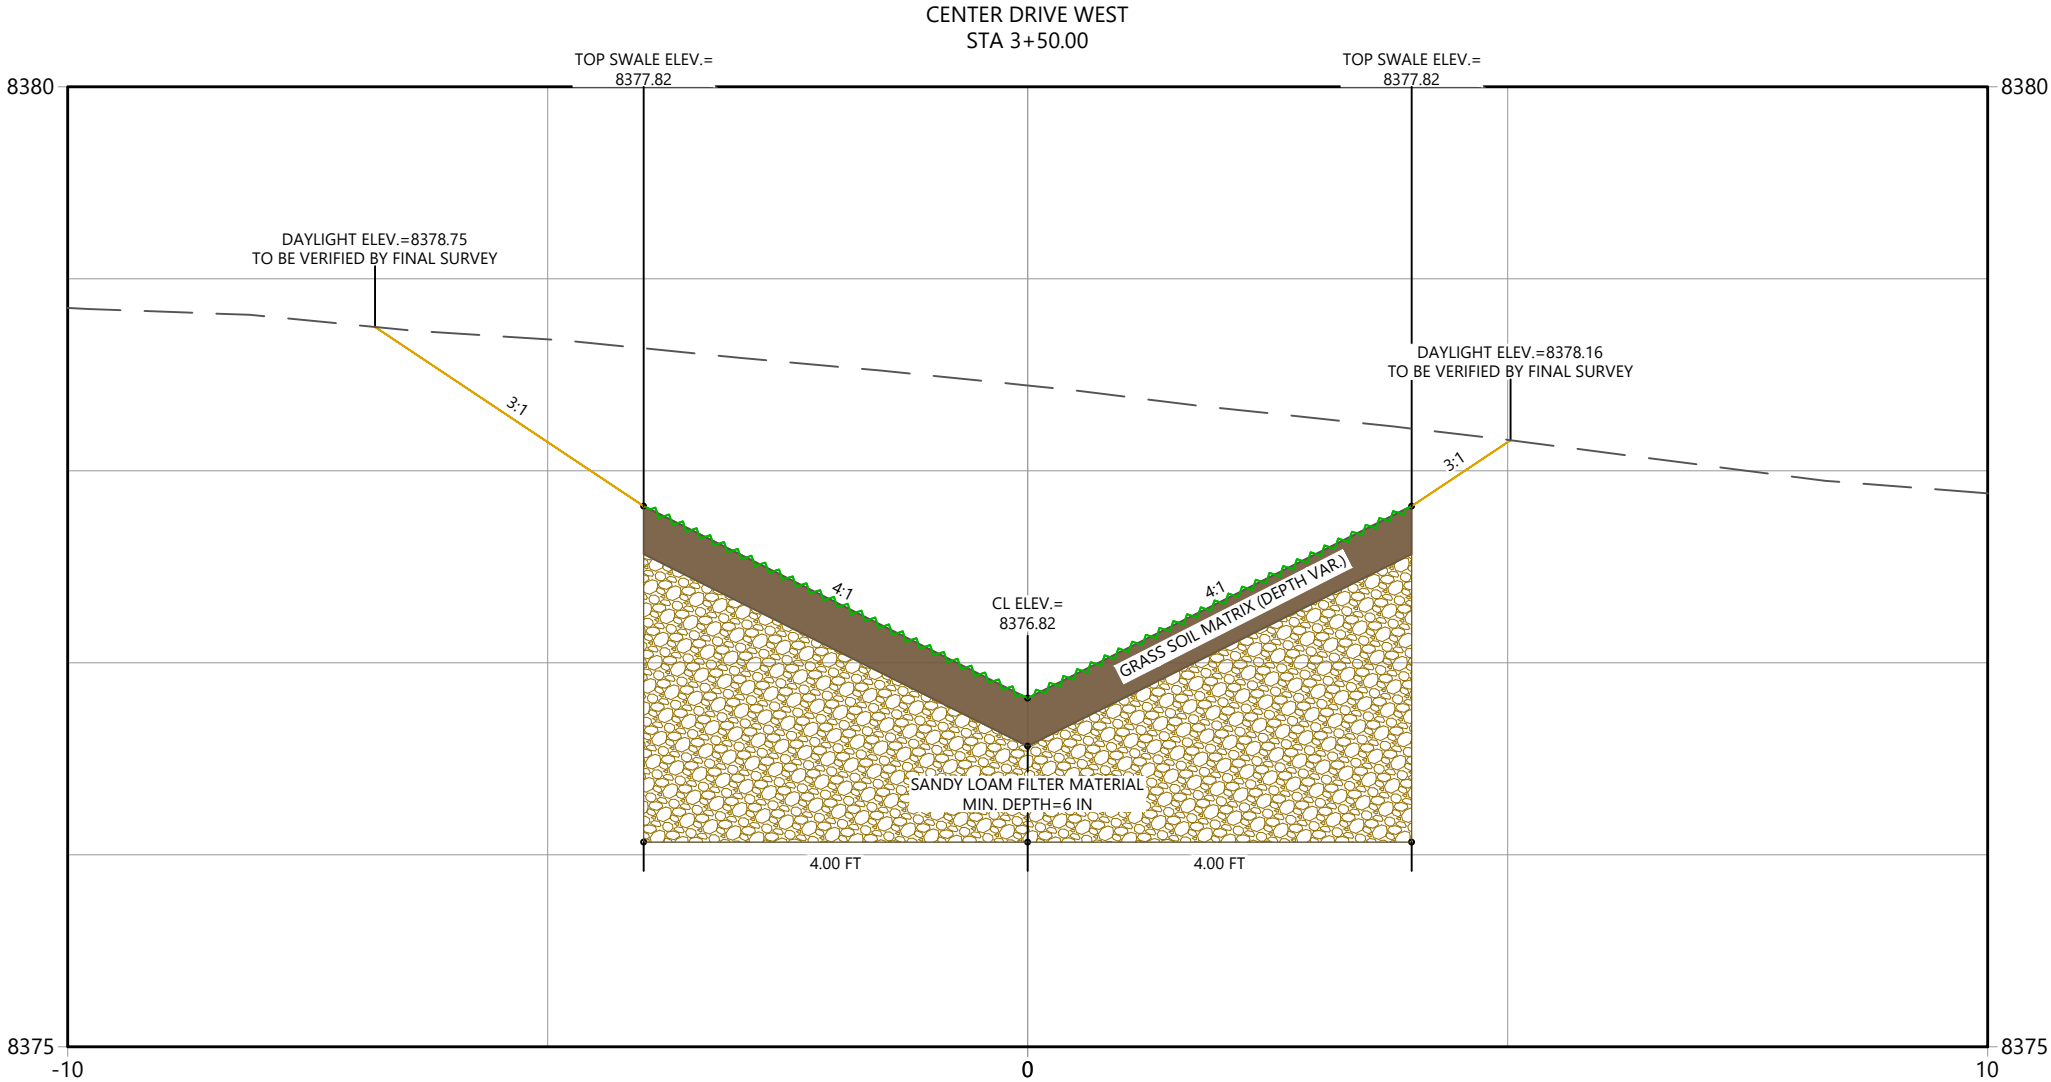 CENTER DRIVE WEST
STA 3+50.00
TOP SWALE ELEV.=
8377.82
TOP SWALE ELEV.=
8377.82
8380
8380
DAYLIGHT ELEV.=8378.75
TO BE VERIFIED BY FINAL SURVEY
DAYLIGHT ELEV.=8378.16
TO BE VERIFIED BY FINAL SURVEY
3:1
3:1
4:1
4:1
GRASS SOIL MATRIX (DEPTH VAR.)
CL ELEV.=
8376.82
SANDY LOAM FILTER MATERIAL
MIN. DEPTH=6 IN
4.00 FT
4.00 FT
8375
8375
-10
0
10